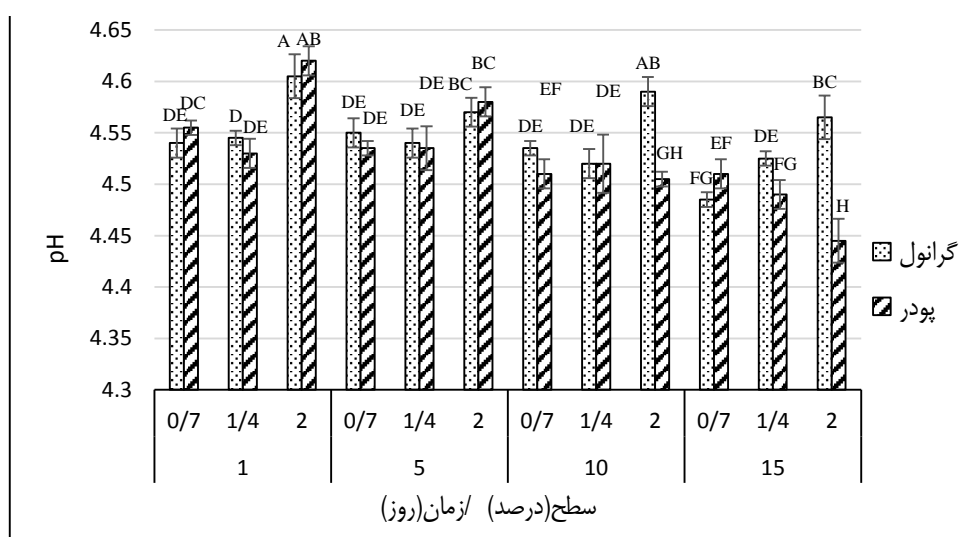 4.65
4.6
4.55
4.5
4.45
4.4
4.35
4.3
pH
DE DC D DE A AB
DE DE DE DE BC BC
DE EF DE DE AB GH
FG EF DE FG BC H
0/7 1/4 2 0/7 1/4 2 0/7 1/4 2 0/7 1/4 2
1 5 10 15
سطح(درصد) /زمان(روز)
گرانول
پودر